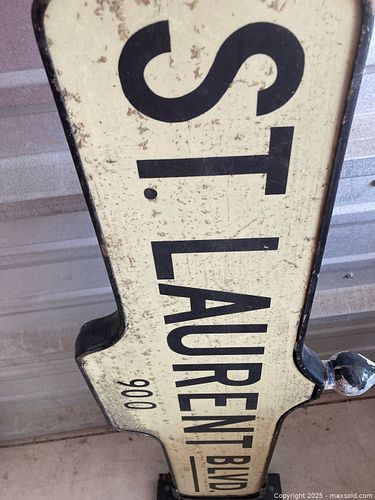 ST. LAURENT BLVD.
900
Copyright 2025 - maxsold.com